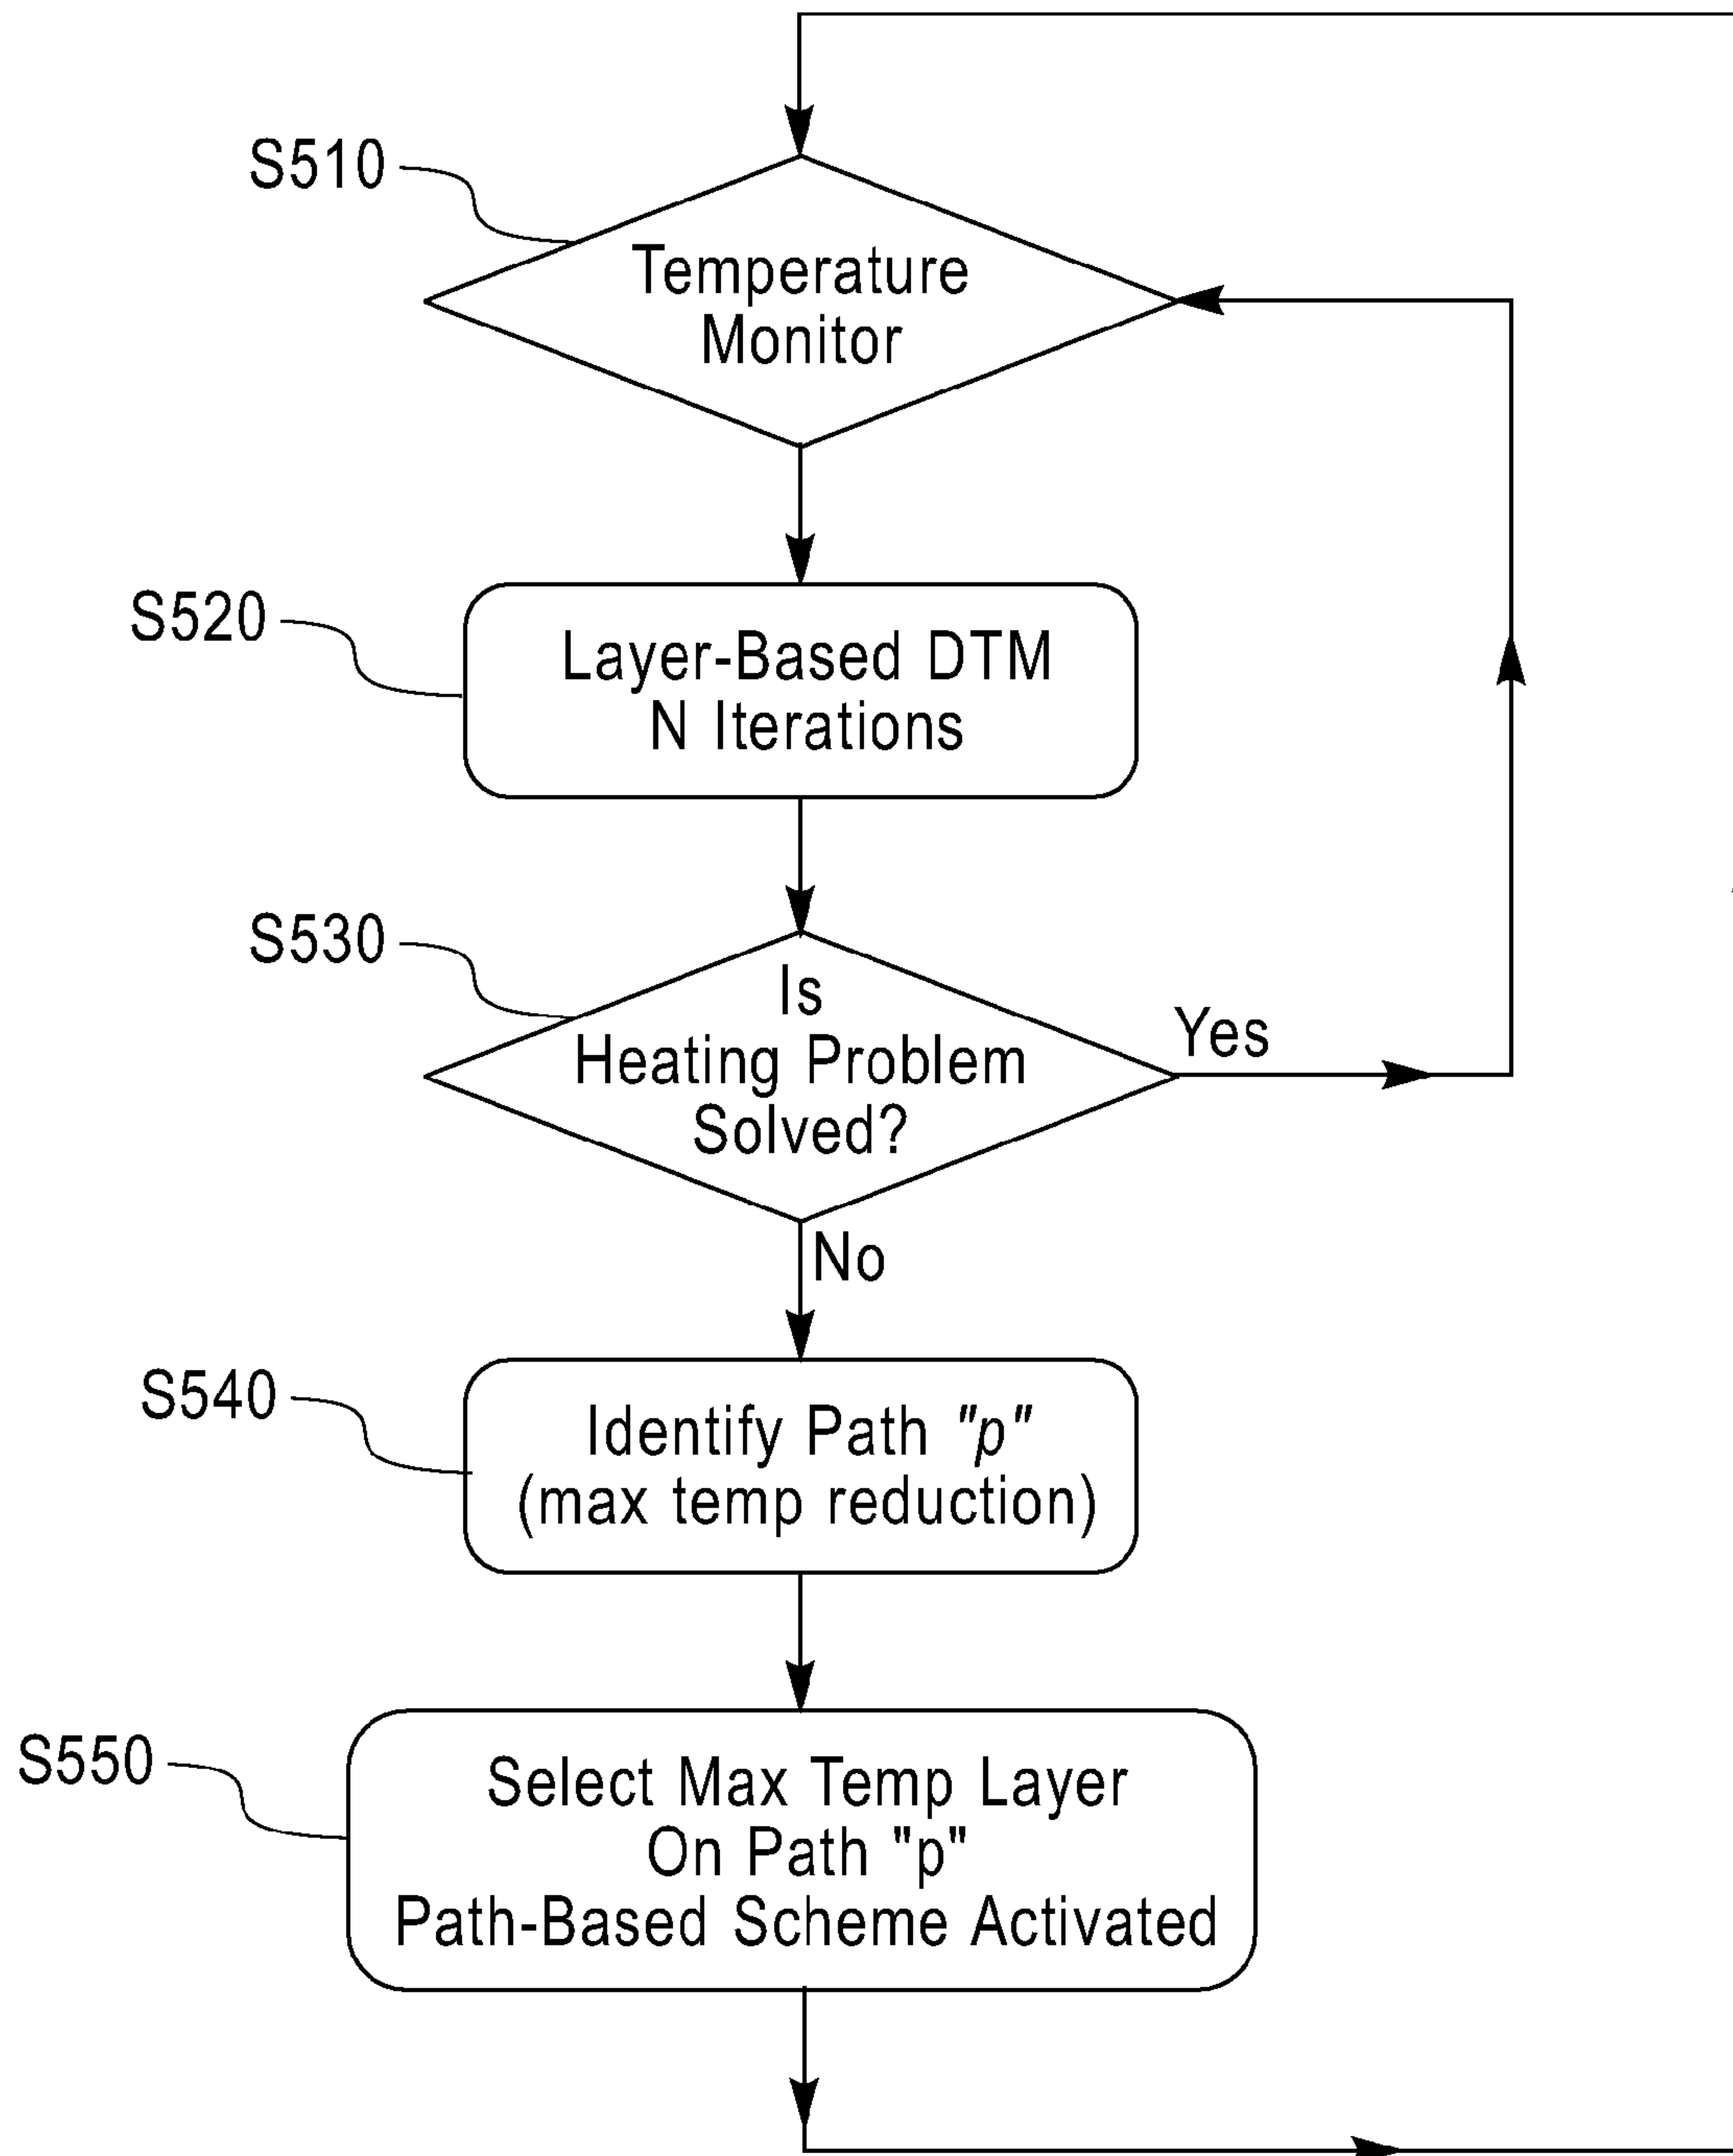 S510
Temperature
Monitor
S520
Layer-Based DTM
N Iterations
S530
Is
Heating Problem
Solved?
Yes
No
S540
Identify Path "p"
(max temp reduction)
S550
Select Max Temp Layer
On Path "p"
Path-Based Scheme Activated